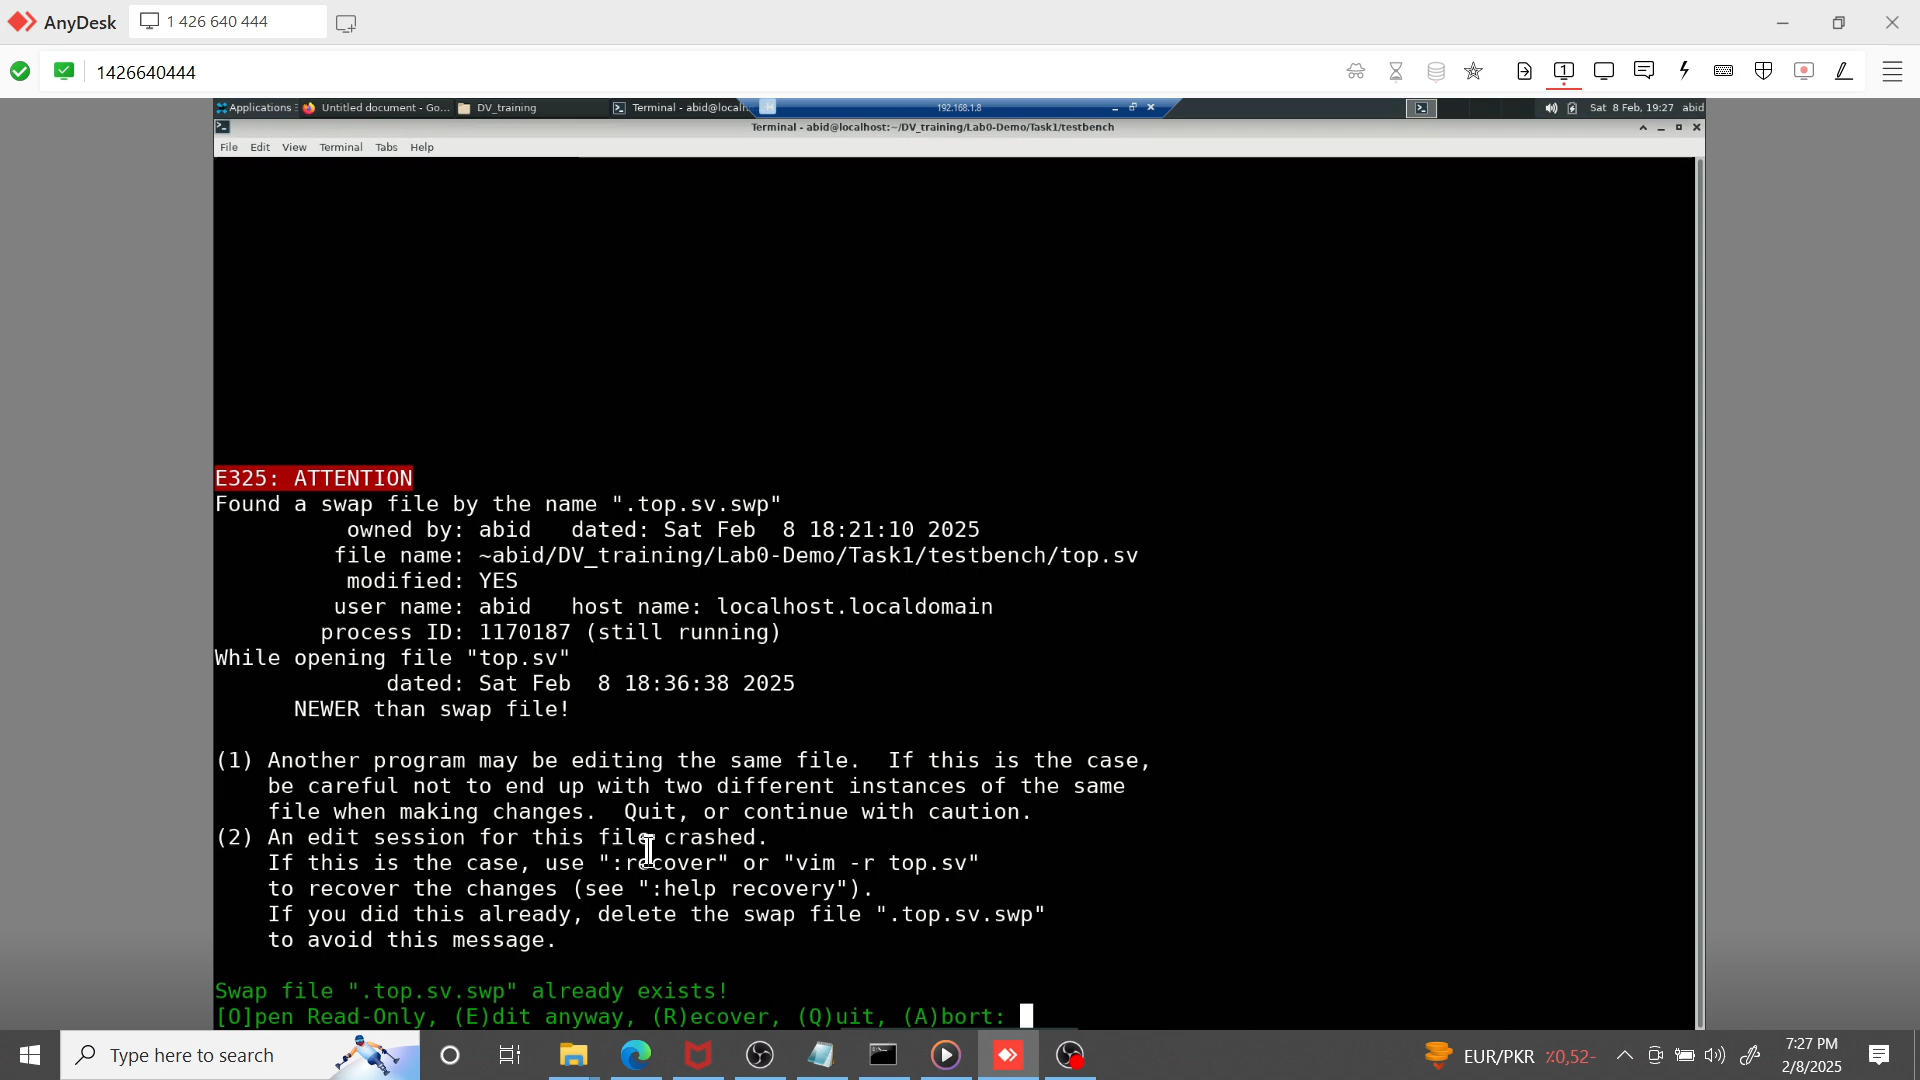 AnyDesk
1 426 640 444
1426640444
Applications
Untitled document - Go...
DV_training
Terminal - abid@localh
192.168.1.8
Sat 8 Feb, 19:27 abid
Terminal - abid@localhost:~/DV_training/Lab0-Demo/Task1/testbench
File Edit View Terminal Tabs Help
E325: ATTENTION
Found a swap file by the name ".top.sv.swp"
owned by: abid dated: Sat Feb 8 18:21:10 2025
file name: ~abid/DV_training/Lab0-Demo/Task1/testbench/top.sv
modified: YES
user name: abid host name: localhost.localdomain
process ID: 1170187 (still running)
While opening file "top.sv"
dated: Sat Feb 8 18:36:38 2025
NEWER than swap file!
(1) Another program may be editing the same file. If this is the case,
be careful not to end up with two different instances of the same
file when making changes. Quit, or continue with caution.
(2) An edit session for this file crashed.
If this is the case, use ":recover" or "vim -r top.sv"
to recover the changes (see ":help recovery").
If you did this already, delete the swap file ".top.sv.swp"
to avoid this message.
Swap file ".top.sv.swp" already exists!
[O]pen Read-Only, (E)dit anyway, (R)ecover, (Q)uit, (A)bort:
Type here to search
EUR/PKR ٪0,52-
7:27 PM
2/8/2025